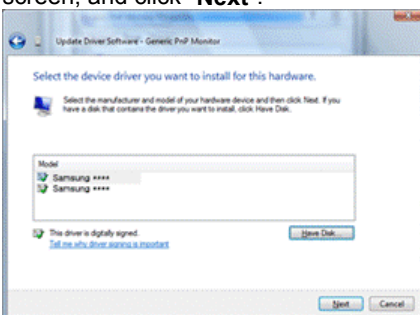 screen, and click "Next".
Update Driver Software - Generic PnP Monitor
Select the device driver you want to install for this hardware.
Select the manufacturer and model of your hardware device and then click Next. If you
have a disk that contains the driver you want to install, click Have Disk.
Model
Samsung ****
Samsung ****
This driver is digitally signed.
Have Disk...
Tell me why driver signing is important
Next
Cancel